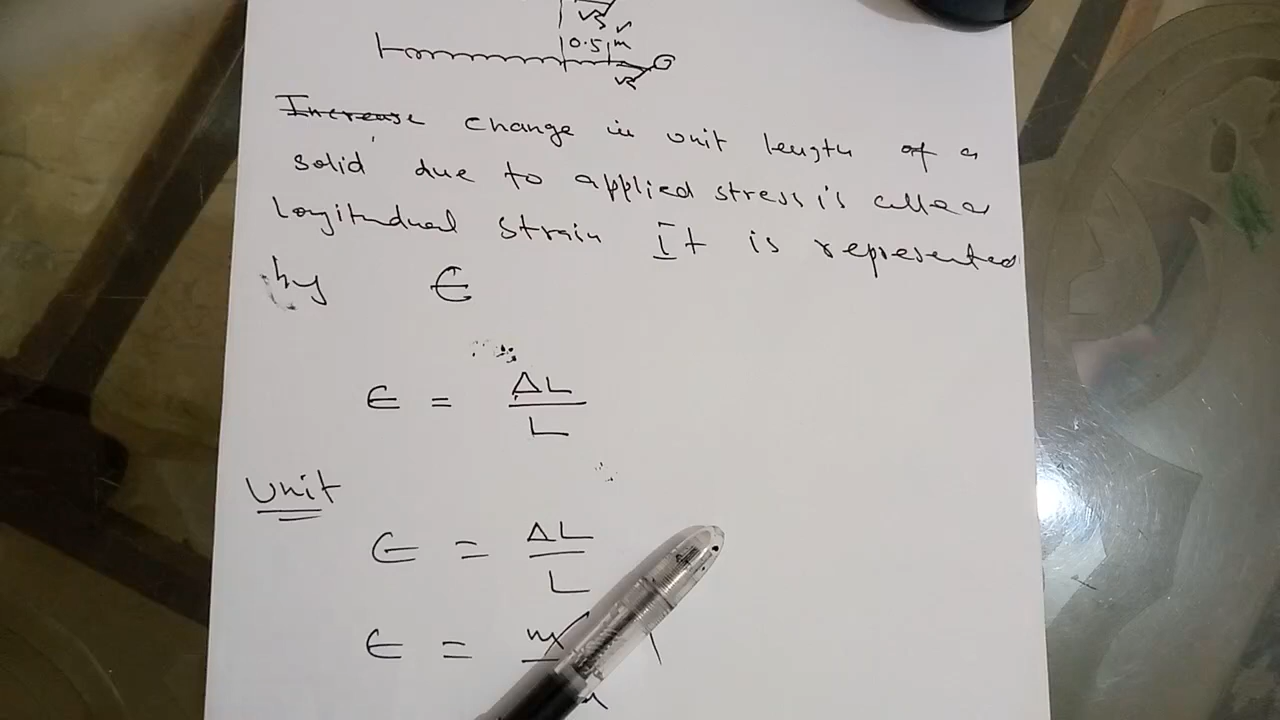 0.5 m
Increase change in unit length of a
solid due to applied stress is called
Longitudual strain It is represented
by ϵ
ϵ = ΔL
L
Unit
ϵ = ΔL
L
ϵ = m
m